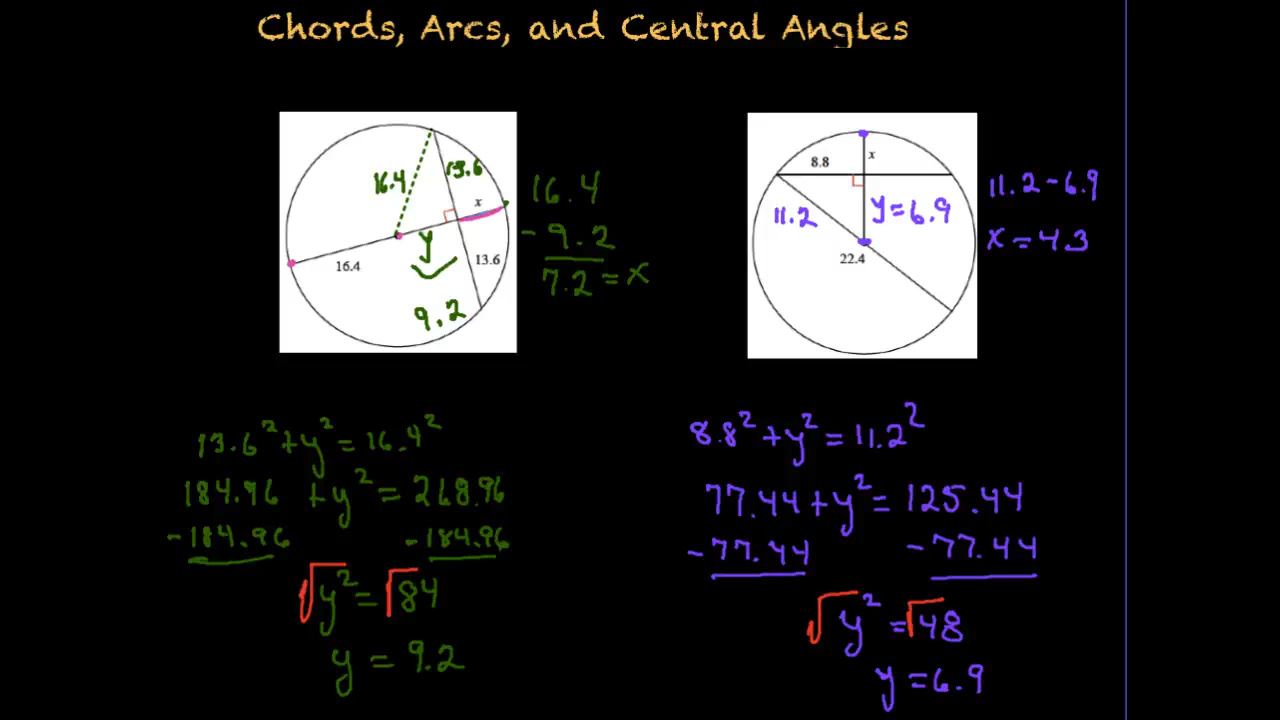 Chords, Arcs, and Central Angles
16.4
13.6
x
y
16.4
13.6
9.2
16.4
- 9.2
7.2 = x
8.8
x
11.2
y = 6.9
22.4
11.2 - 6.9
x = 4.3
13.6² + y² = 16.4²
184.96 + y² = 268.96
- 184.96 - 184.96
√y² = √84
y = 9.2
8.8² + y² = 11.2²
77.44 + y² = 125.44
- 77.44 - 77.44
√y² = √48
y = 6.9